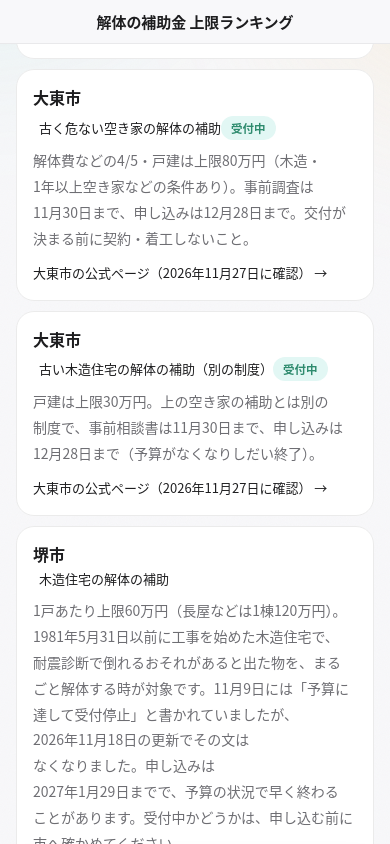 解体の補助金 上限ランキング
大東市
古く危ない空き家の解体の補助 受付中
解体費などの4/5・戸建は上限80万円（木造・
1年以上空き家などの条件あり）。事前調査は
11月30日まで、申し込みは12月28日まで。交付が
決まる前に契約・着工しないこと。
大東市の公式ページ（2026年11月27日に確認） →
大東市
古い木造住宅の解体の補助（別の制度） 受付中
戸建は上限30万円。上の空き家の補助とは別の
制度で、事前相談書は11月30日まで、申し込みは
12月28日まで（予算がなくなりしだい終了）。
大東市の公式ページ（2026年11月27日に確認） →
堺市
木造住宅の解体の補助
1戸あたり上限60万円（長屋などは1棟120万円）。
1981年5月31日以前に工事を始めた木造住宅で、
耐震診断で倒れるおそれがあると出た物を、まる
ごと解体する時が対象です。11月9日には「予算に
達して受付停止」と書かれていましたが、
2026年11月18日の更新でその文は
なくなりました。申し込みは
2027年1月29日までで、予算の状況で早く終わる
ことがあります。受付中かどうかは、申し込む前に
市へ確かめてください。